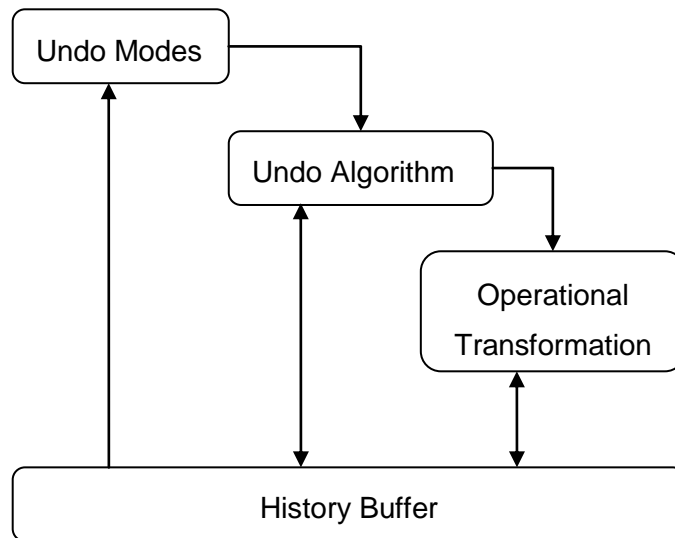 Undo Modes
Undo Algorithm
Operational
Transformation
History Buffer